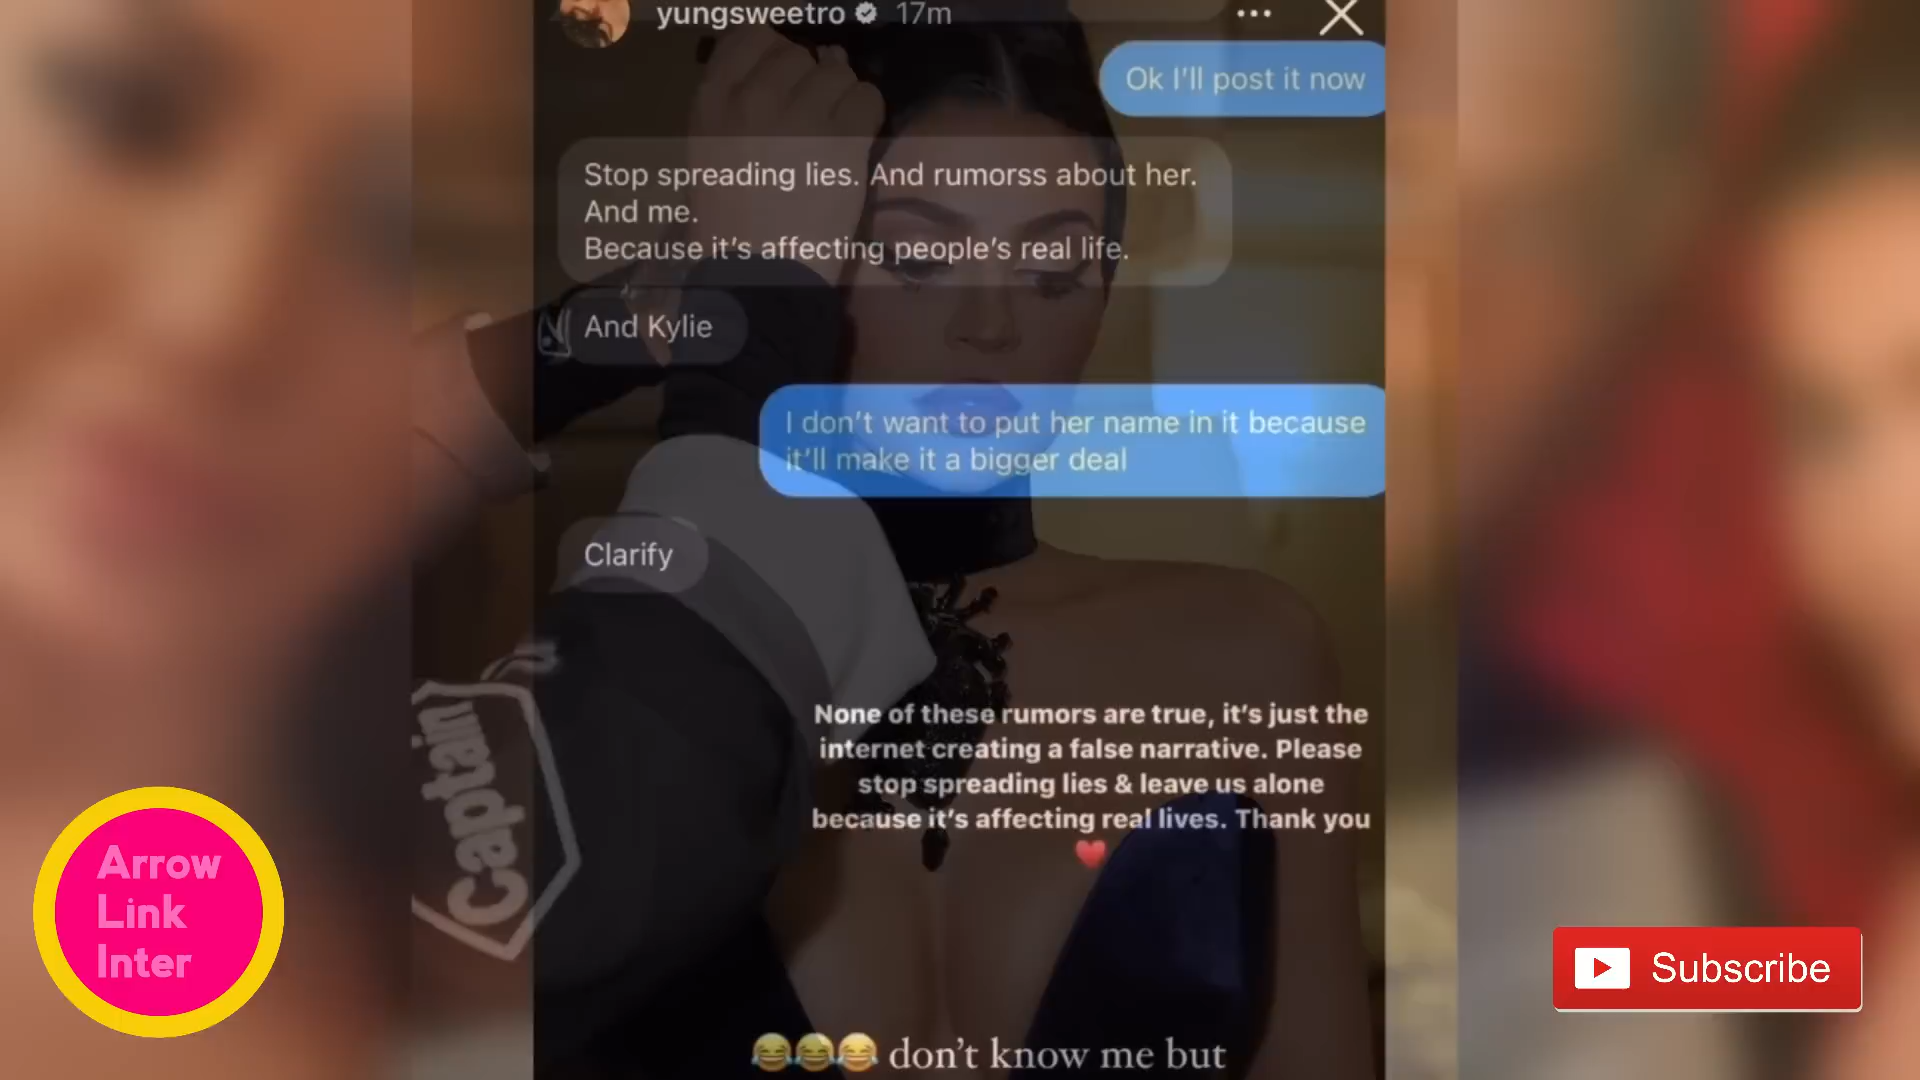 yungsweetro 17m
Ok I'll post it now
Stop spreading lies. And rumorss about her.
And me.
Because it's affecting people's real life.
And Kylie
I don't want to put her name in it because
it'll make it a bigger deal
Clarify
None of these rumors are true, it's just the
internet creating a false narrative. Please
stop spreading lies & leave us alone
because it's affecting real lives. Thank you
❤️
Captain
Arrow
Link
Inter
Subscribe
😂😂😂 don't know me but